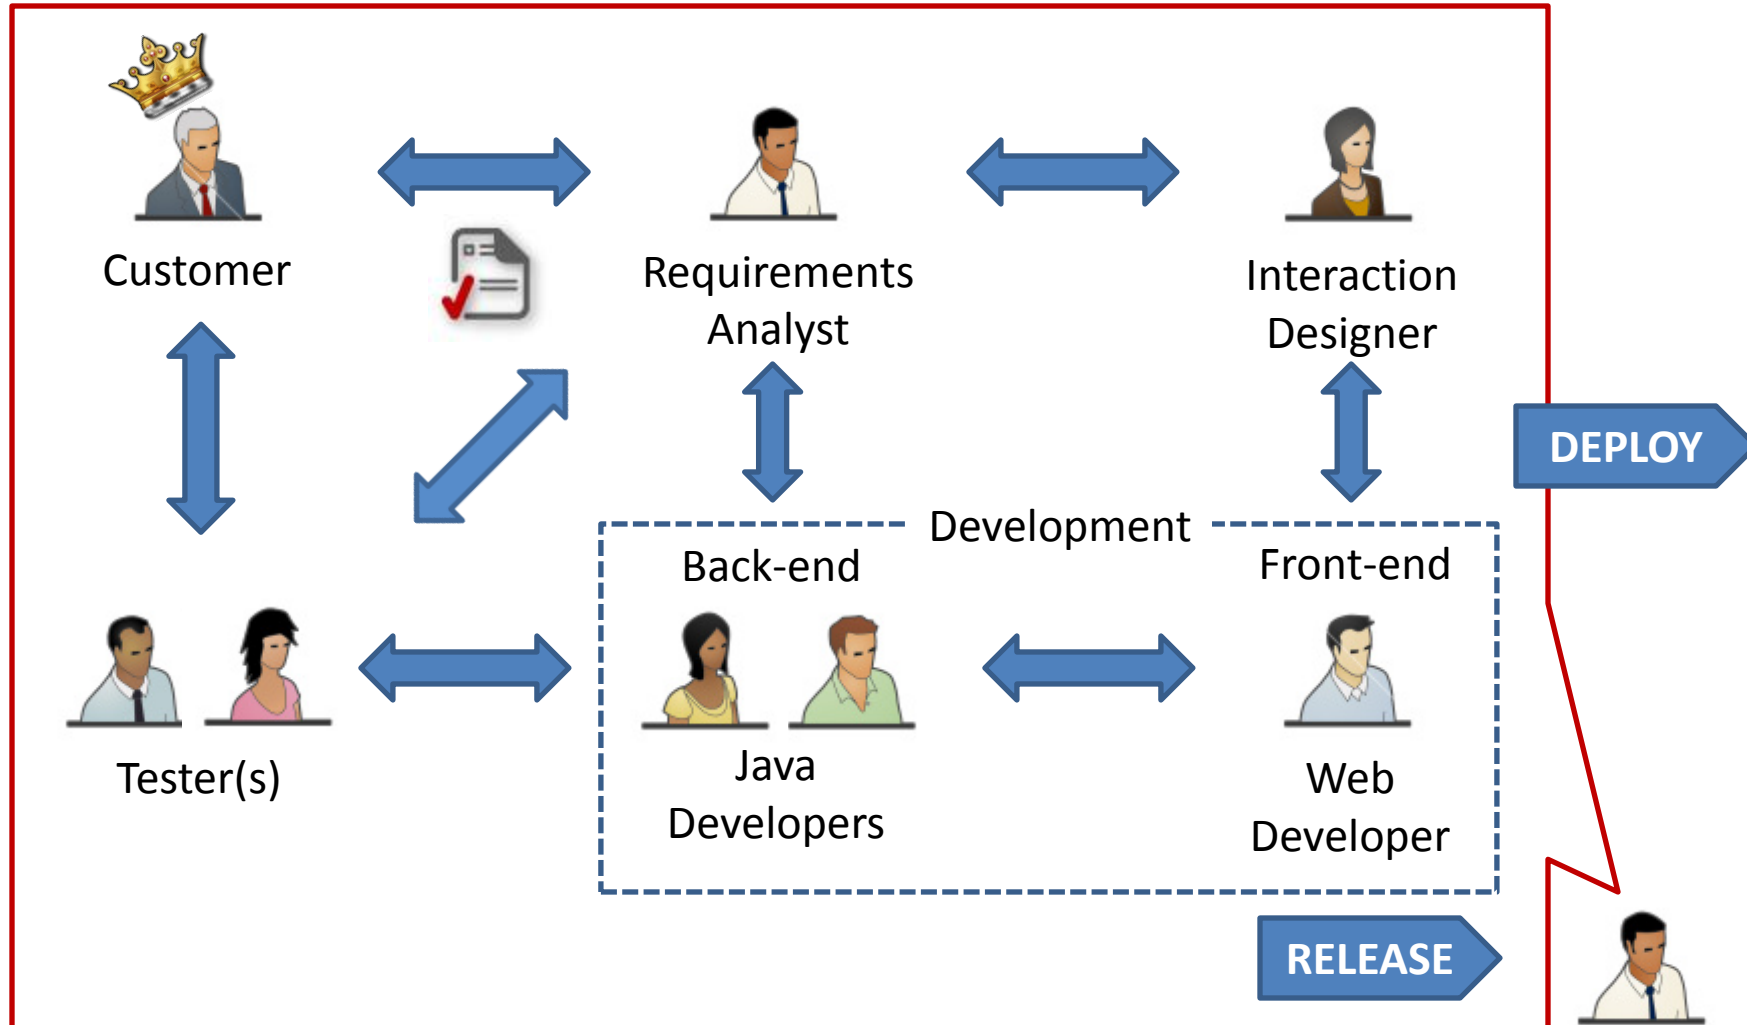 Customer
Requirements
Analyst
Interaction
Designer
DEPLOY
Development
Back-end
Front-end
Tester(s)
Java
Developers
Web
Developer
RELEASE